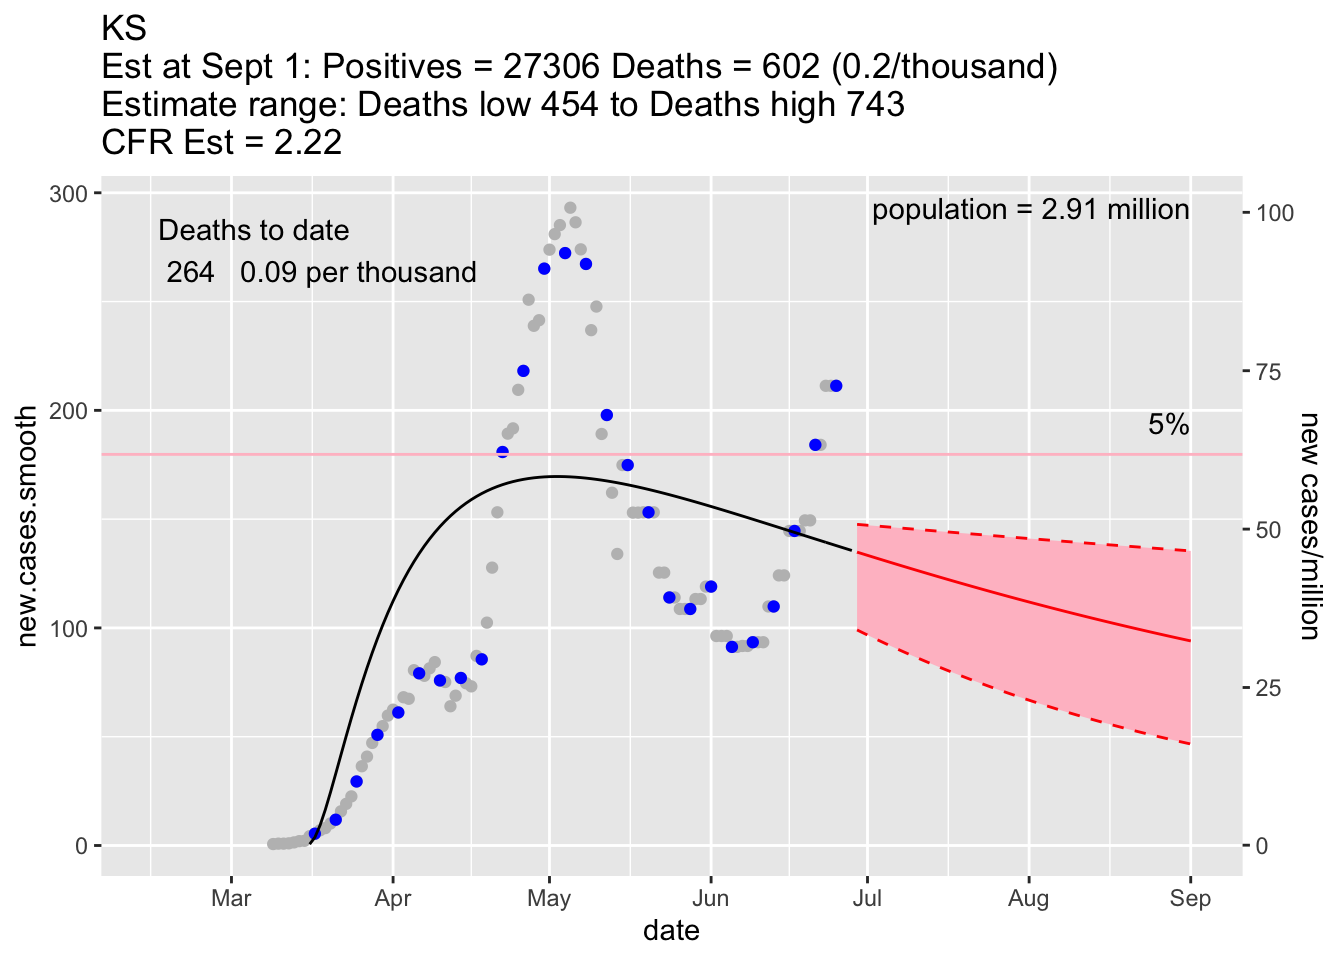 KS
Est at Sept 1: Positives = 27306 Deaths = 602 (0.2/thousand)
Estimate range: Deaths low 454 to Deaths high 743
CFR Est = 2.22
Deaths to date
264 0.09 per thousand
population = 2.91 million
5%
300
200
100
0
new.cases.smooth
100
75
50
25
0
new cases/million
Mar Apr May Jun Jul Aug Sep
date